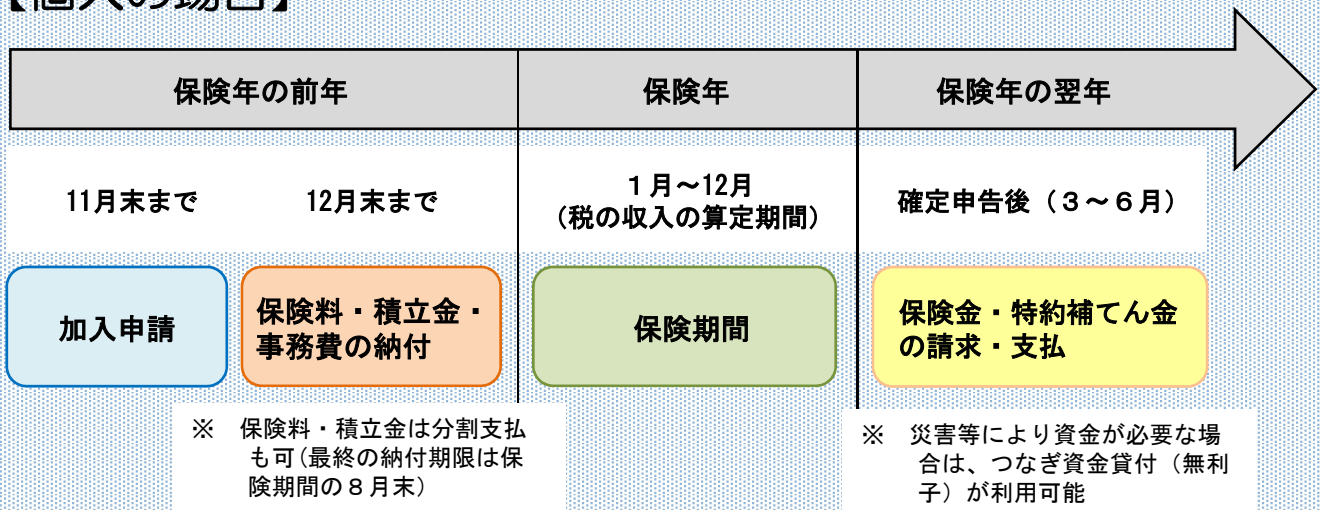 【個人の場合】
保険年の前年
保険年
保険年の翌年
11月末まで
12月末まで
１月～12月
（税の収入の算定期間）
確定申告後（３～６月）
加入申請
保険料・積立金・
事務費の納付
保険期間
保険金・特約補てん金
の請求・支払
※　保険料・積立金は分割支払
も可（最終の納付期限は保
険期間の８月末）
※　災害等により資金が必要な場
合は、つなぎ資金貸付（無利
子）が利用可能